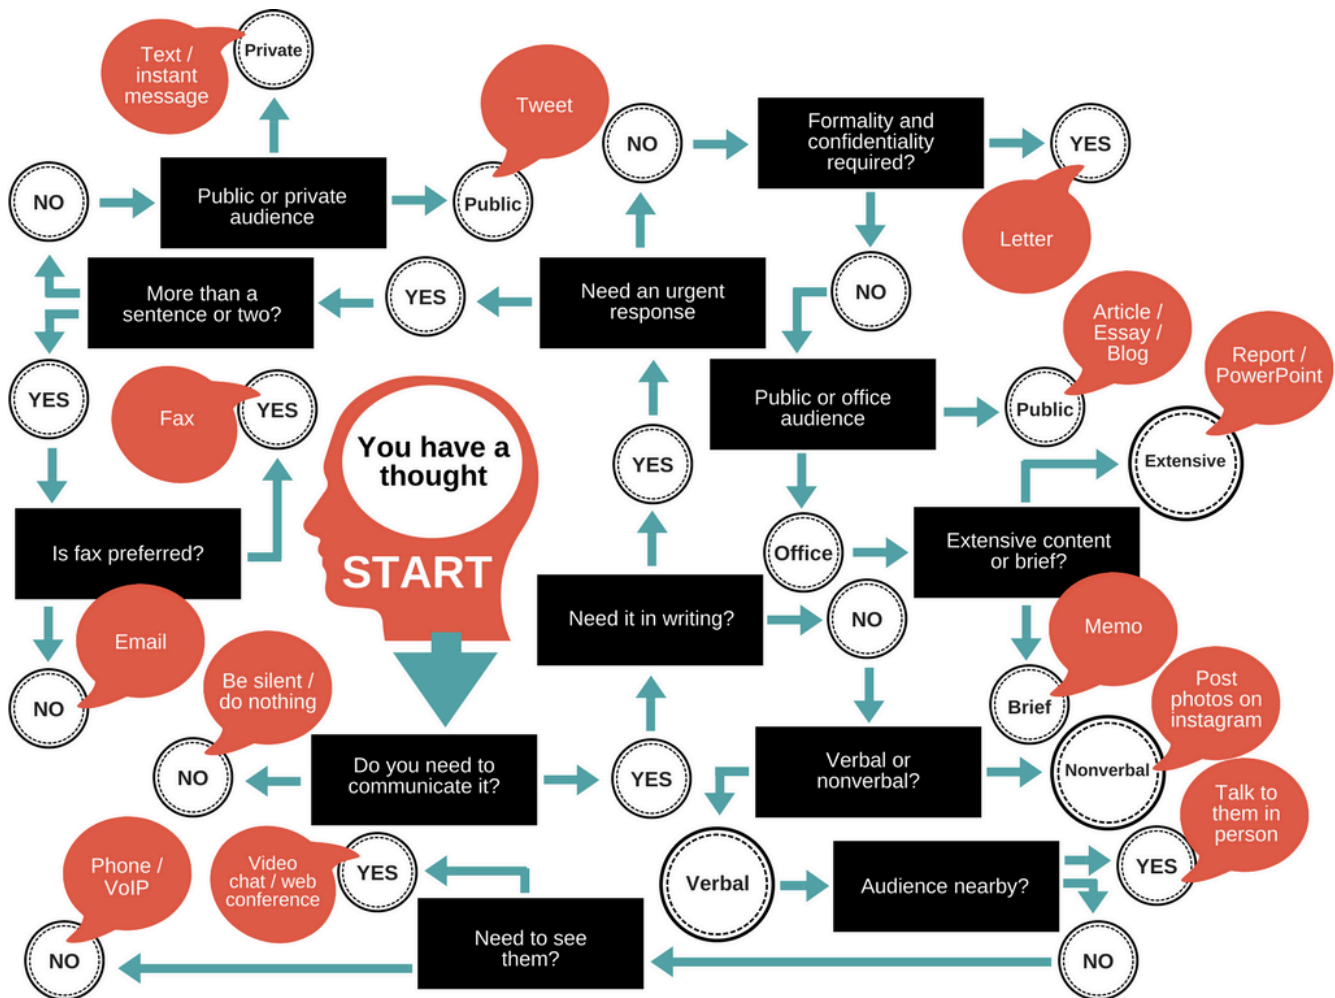 Text /
instant
message
Private
Tweet
NO
Formality and
confidentiality
required?
YES
Letter
NO
Public or private
audience
Public
More than a
sentence or two?
YES
Need an urgent
response
NO
Article /
Essay /
Blog
Report /
PowerPoint
YES
Fax
YES
You have a
thought
START
YES
Public or office
audience
Public
Extensive
Is fax preferred?
Office
Extensive content
or brief?
Need it in writing?
NO
Memo
Email
NO
Be silent /
do nothing
Brief
Post
photos on
instagram
NO
Do you need to
communicate it?
YES
Verbal or
nonverbal?
Nonverbal
Talk to
them in
person
Phone /
VoIP
Video
chat / web
conference
YES
Verbal
Audience nearby?
YES
NO
Need to see
them?
NO